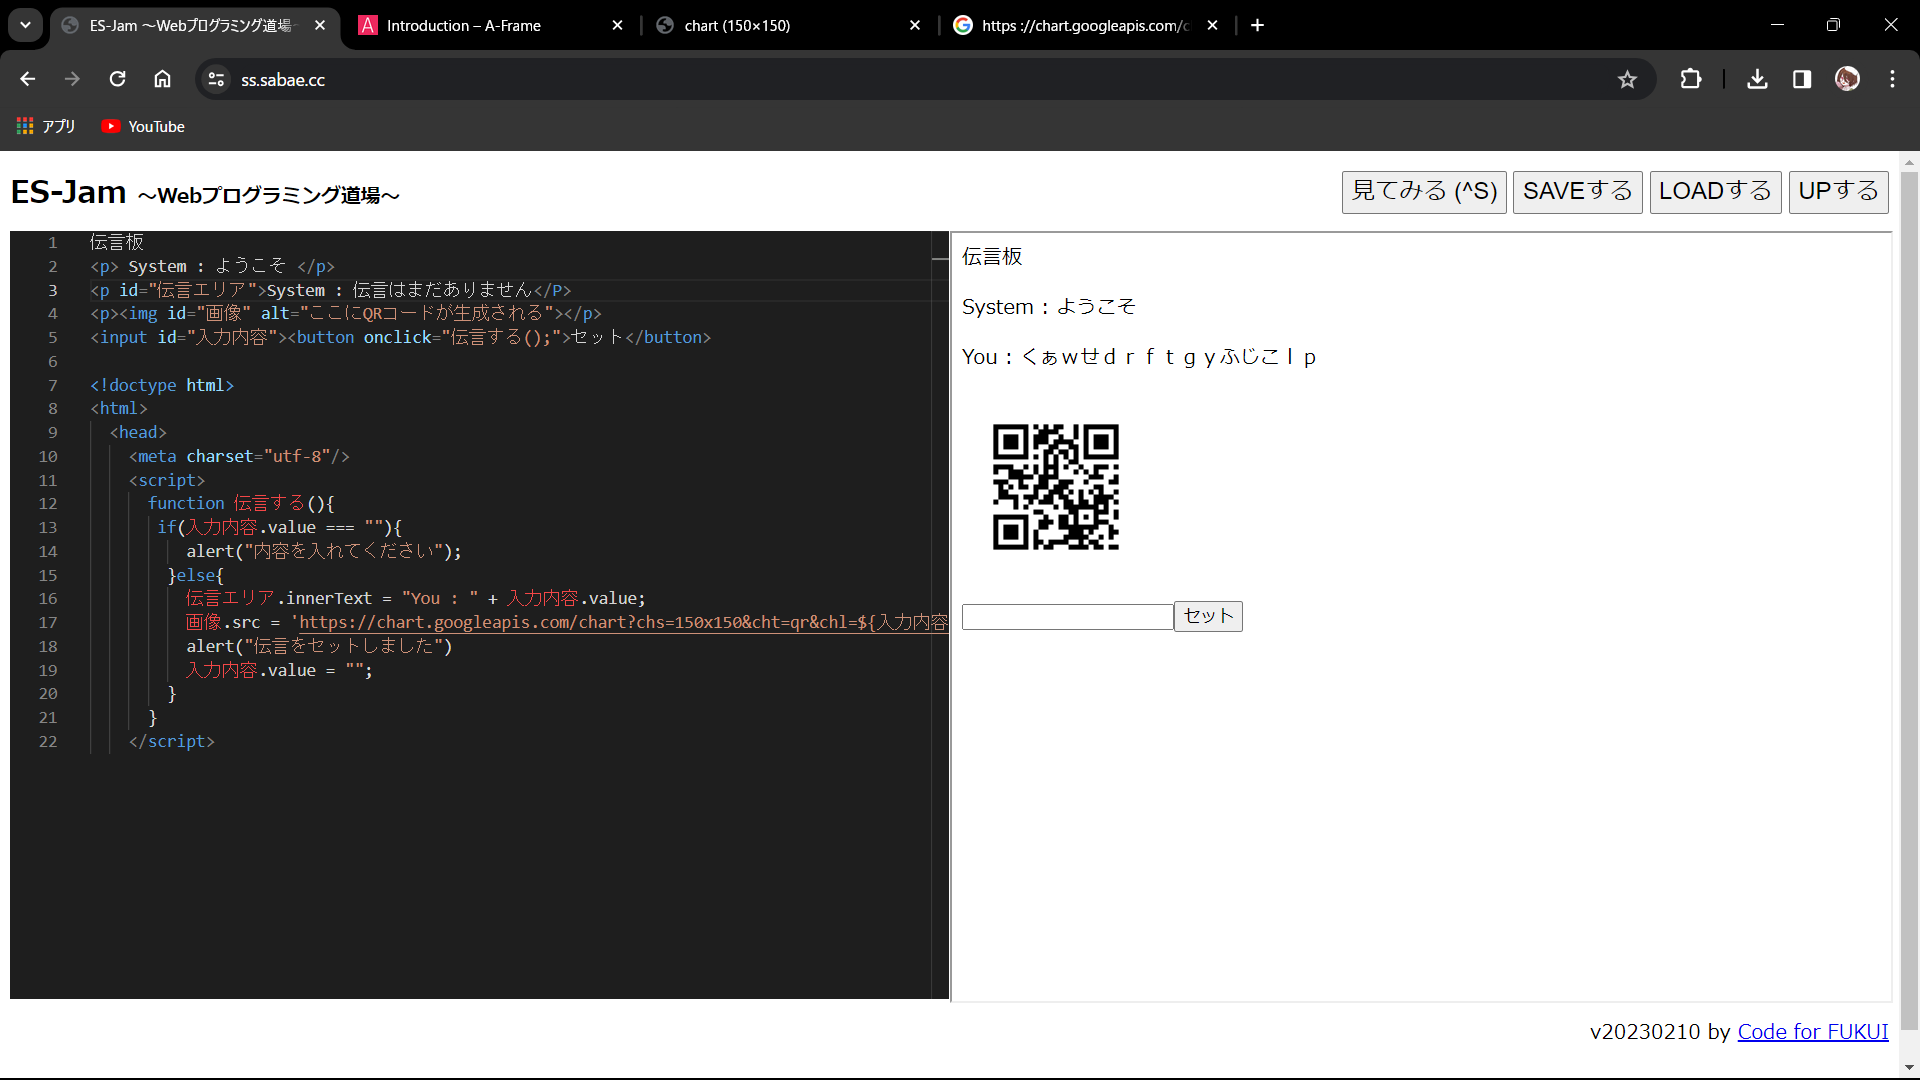 ES-Jam ～Webプログラミング道場～
Introduction – A-Frame
chart (150×150)
https ://chart.googleapis.com/c
ss.sabae.cc
アプリ
YouTube
ES-Jam ～Webプログラミング道場～
見てみる (^S)
SAVEする
LOADする
UPする
1 伝言板
2 <p> System : ようこそ </p>
3 <p id="伝言エリア">System : 伝言はまだありません</P>
4 <p><img id="画像" alt="ここにQRコードが生成される"></p>
5 <input id="入力内容"><button onclick="伝言する();">セット</button>
6
7 <!doctype html>
8 <html>
9 <head>
10 <meta charset="utf-8"/>
11 <script>
12 function 伝言する(){
13 if(入力内容.value === ""){
14 alert("内容を入れてください");
15 }else{
16 伝言エリア.innerText = "You : " + 入力内容.value;
17 画像.src = 'https://chart.googleapis.com/chart?chs=150x150&cht=qr&chl=${入力内容
18 alert("伝言をセットしました")
19 入力内容.value = "";
20 }
21 }
22 </script>
伝言板
System : ようこそ
You : くぁｗせｄｒｆｔｇｙふじこｌｐ
セット
v20230210 by Code for FUKUI